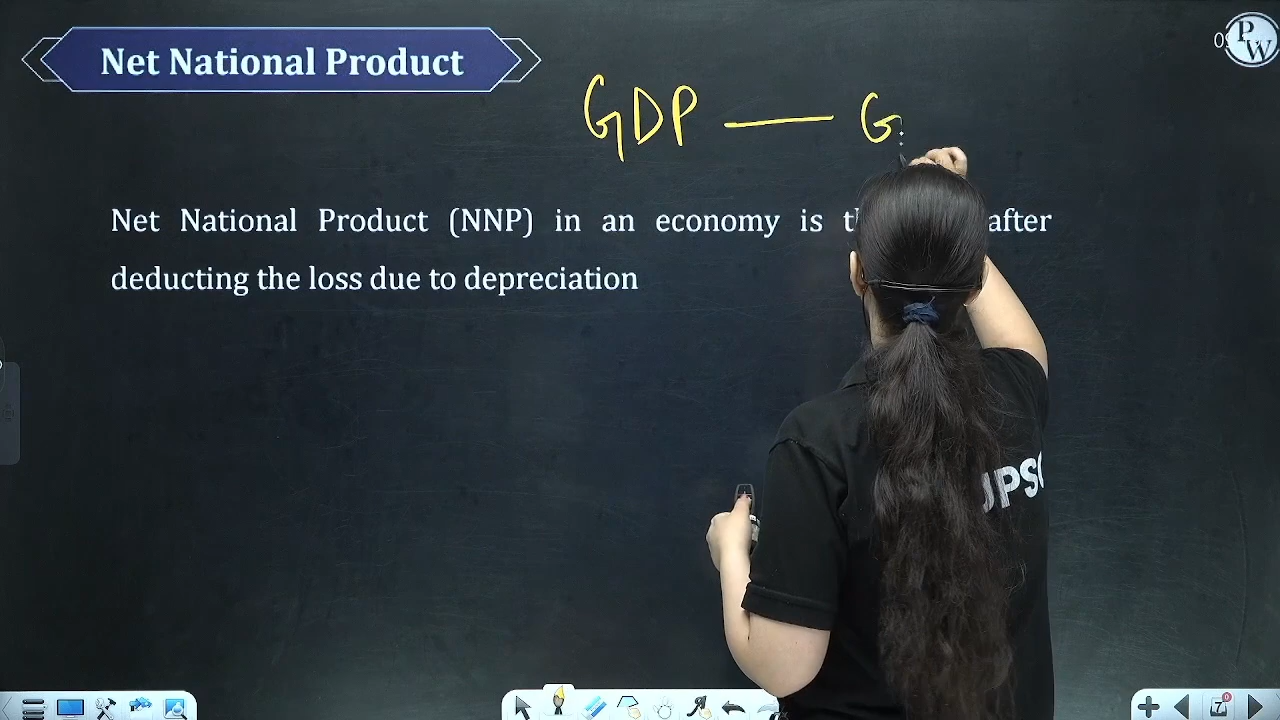 Net National Product
PW
GDP — G
Net National Product (NNP) in an economy is after
deducting the loss due to depreciation
UPSC